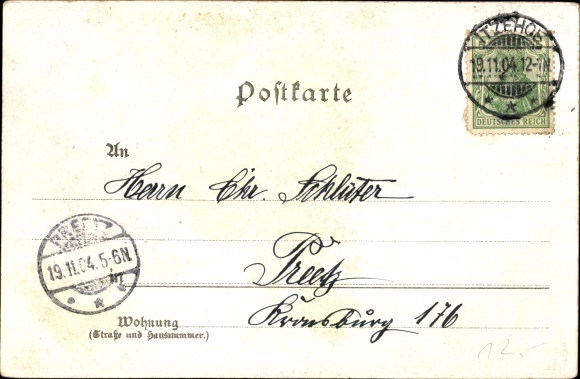 ITZEHOE
19.11.04 12-1N.
DEUTSCHES REICH
Postkarte
An
Herrn Chr. Schlüter
PREETZ
19.11.04.5-6N.
Preetz
Kronsburg 176
Wohnung
(Straße und Hausnummer.)
12.-